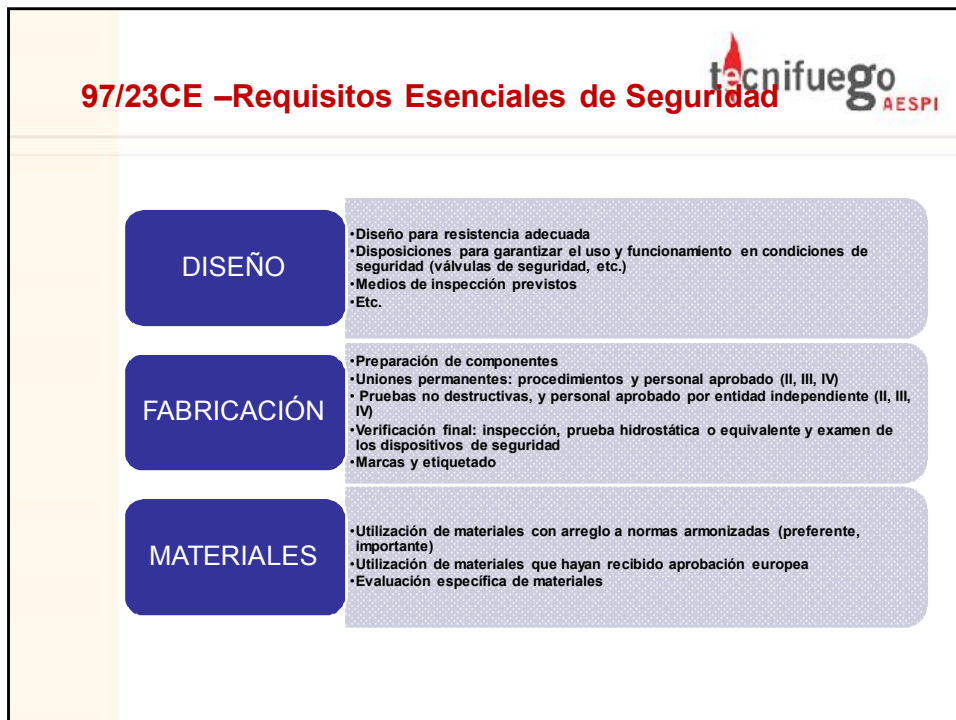 tecnifuego
AESPI
97/23CE –Requisitos Esenciales de Seguridad
DISEÑO
•Diseño para resistencia adecuada
•Disposiciones para garantizar el uso y funcionamiento en condiciones de
seguridad (válvulas de seguridad, etc.)
•Medios de inspección previstos
•Etc.
FABRICACIÓN
•Preparación de componentes
•Uniones permanentes: procedimientos y personal aprobado (II, III, IV)
• Pruebas no destructivas, y personal aprobado por entidad independiente (II, III,
IV)
•Verificación final: inspección, prueba hidrostática o equivalente y examen de
los dispositivos de seguridad
•Marcas y etiquetado
MATERIALES
•Utilización de materiales con arreglo a normas armonizadas (preferente,
importante)
•Utilización de materiales que hayan recibido aprobación europea
•Evaluación específica de materiales